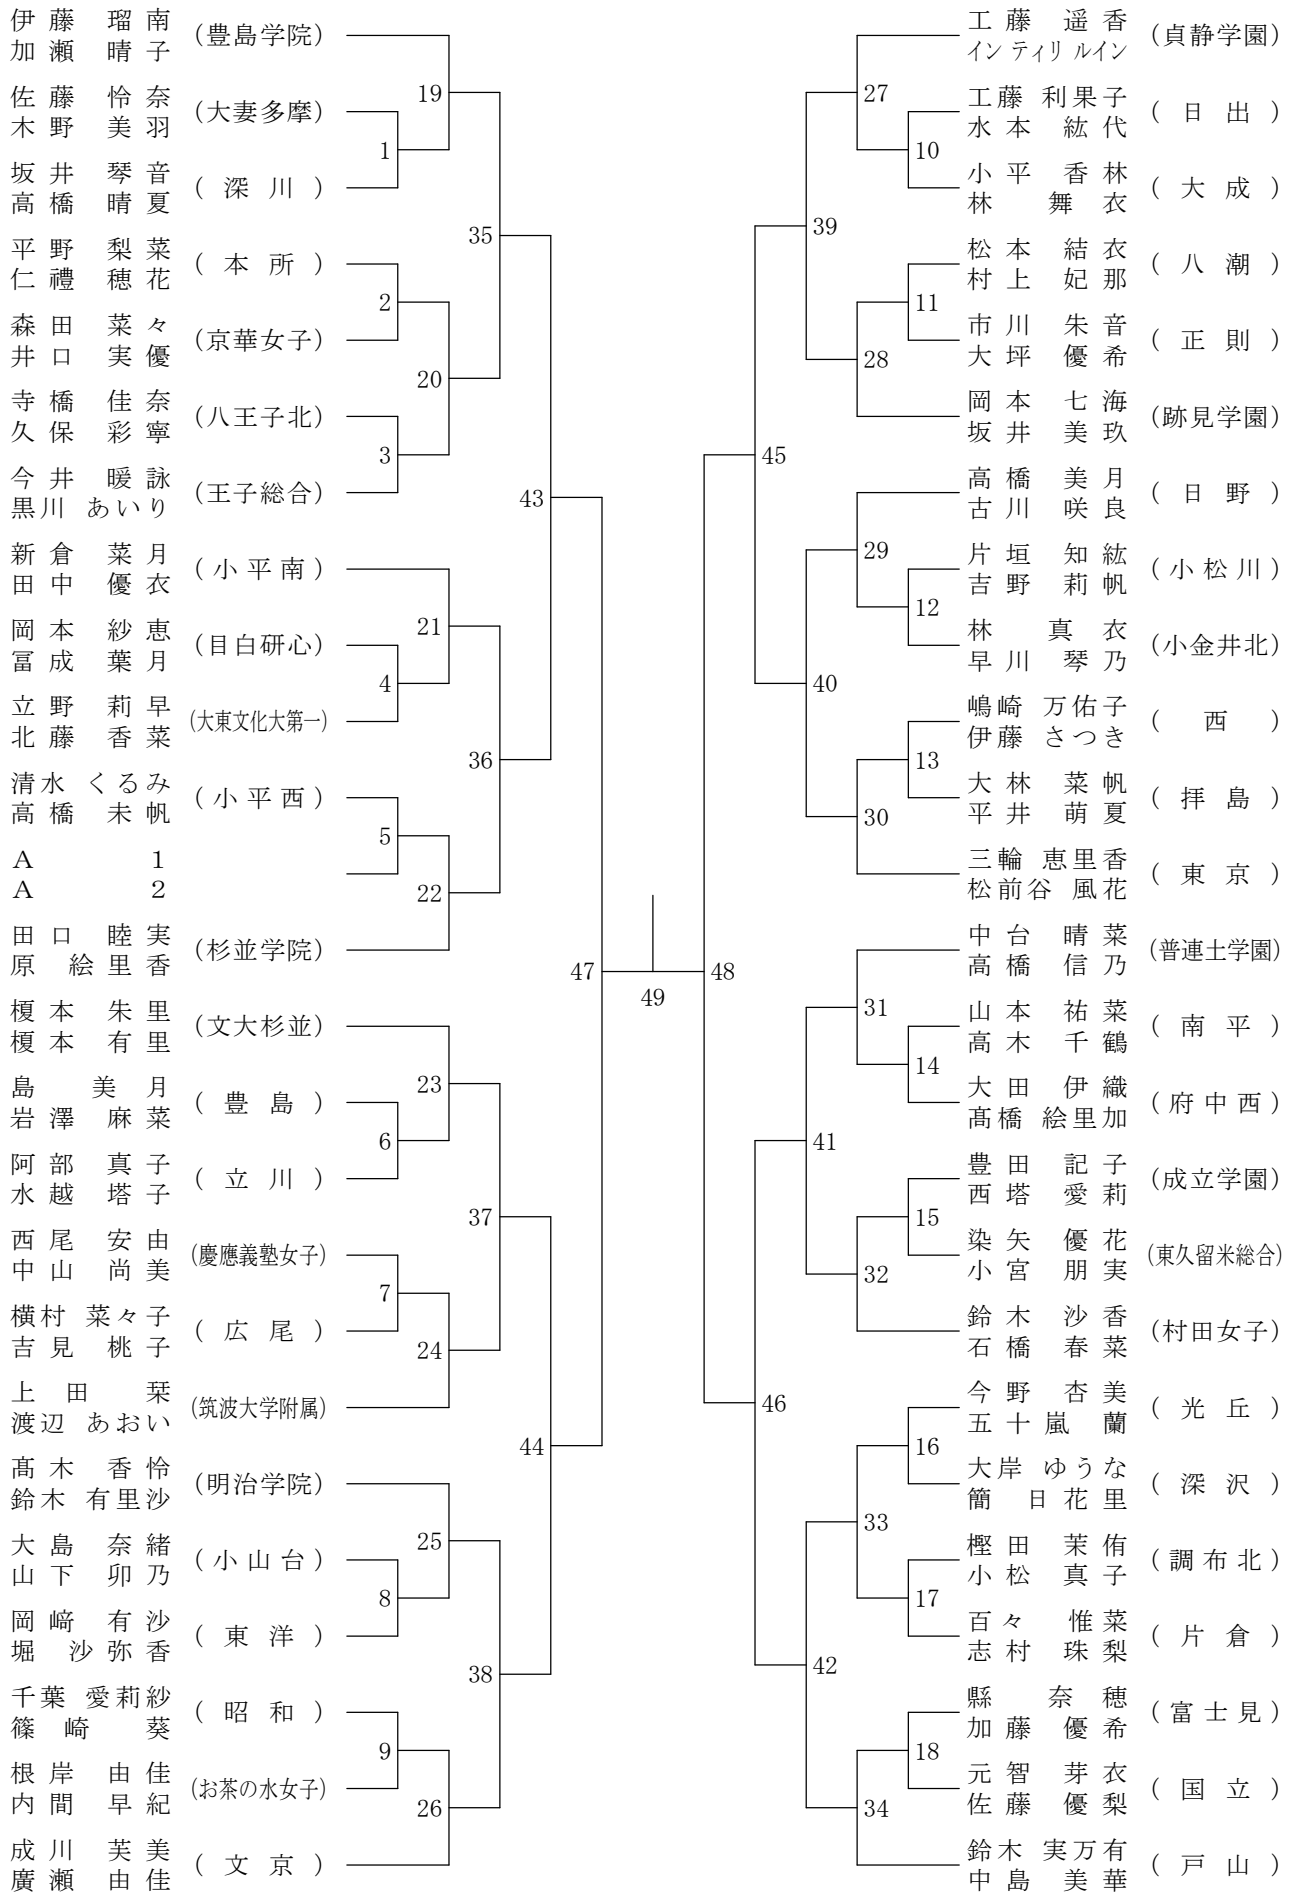 伊藤 瑠南
加瀬 晴子
(豊島学院)
佐藤 怜奈
木野 美羽
(大妻多摩)
坂井 琴音
高橋 晴夏
(深川)
平野 梨菜
仁禮 穂花
(本所)
森田 菜々
井口 実優
(京華女子)
寺橋 佳奈
久保 彩寧
(八王子北)
今井 暖詠
黒川 あいり
(王子総合)
新倉 菜月
田中 優衣
(小平南)
岡本 紗恵
冨成 葉月
(目白研心)
立野 莉早
北藤 香菜
(大東文化大第一)
清水 くるみ
高橋 未帆
(小平西)
A 1
A 2
田口 睦実
原 絵里香
(杉並学院)
榎本 朱里
榎本 有里
(文大杉並)
島 美月
岩澤 麻菜
(豊島)
阿部 真子
水越 塔子
(立川)
西尾 安由
中山 尚美
(慶應義塾女子)
横村 菜々子
吉見 桃子
(広尾)
上田 栞
渡辺 あおい
(筑波大学附属)
髙木 香怜
鈴木 有里沙
(明治学院)
大島 奈緒
山下 卯乃
(小山台)
岡﨑 有沙
堀 沙弥香
(東洋)
千葉 愛莉紗
篠崎 葵
(昭和)
根岸 由佳
内間 早紀
(お茶の水女子)
成川 芙美
廣瀬 由佳
(文京)
1
2
3
4
5
6
7
8
9
19
20
21
22
23
24
25
26
35
36
37
38
43
44
47
49
48
45
46
39
40
41
42
27
28
29
30
31
32
33
34
10
11
12
13
14
15
16
17
18
工藤 遥香
イン ティリ ルイン
(貞静学園)
工藤 利果子
水本 紘代
(日出)
小平 香林
林 舞衣
(大成)
松本 結衣
村上 妃那
(八潮)
市川 朱音
大坪 優希
(正則)
岡本 七海
坂井 美玖
(跡見学園)
高橋 美月
古川 咲良
(日野)
片垣 知紘
吉野 莉帆
(小松川)
林 真衣
早川 琴乃
(小金井北)
嶋崎 万佑子
伊藤 さつき
(西)
大林 菜帆
平井 萌夏
(拝島)
三輪 恵里香
松前谷 風花
(東京)
中台 晴菜
高橋 信乃
(普連土学園)
山本 祐菜
高木 千鶴
(南平)
大田 伊織
髙橋 絵里加
(府中西)
豊田 記子
西塔 愛莉
(成立学園)
染矢 優花
小宮 朋実
(東久留米総合)
鈴木 沙香
石橋 春菜
(村田女子)
今野 杏美
五十嵐 蘭
(光丘)
大岸 ゆうな
簡 日花里
(深沢)
樫田 茉侑
小松 真子
(調布北)
百々 惟菜
志村 珠梨
(片倉)
縣 奈穂
加藤 優希
(富士見)
元智 芽衣
佐藤 優梨
(国立)
鈴木 実万有
中島 美華
(戸山)